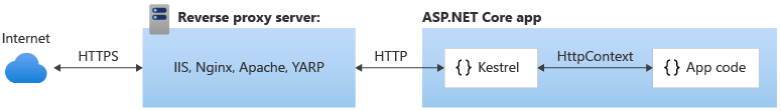 Reverse proxy server:
ASP.NET Core app
Internet
HTTPS
IIS, Nginx, Apache, YARP
HTTP
{} Kestrel
HttpContext
{} App code